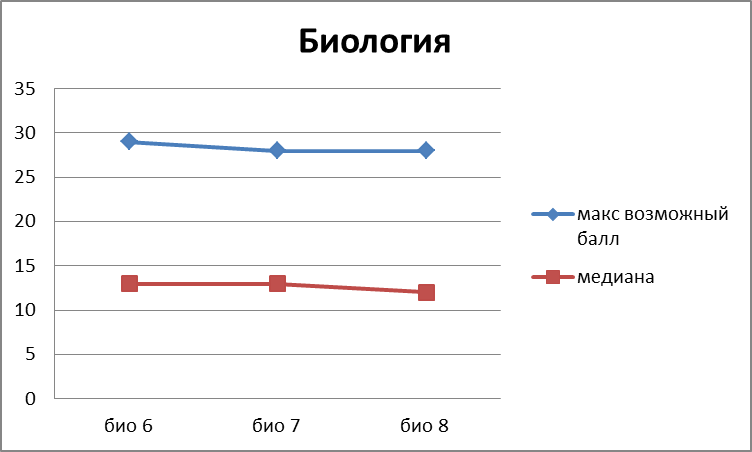 Биология
35
30
25
20
15
10
5
0
био 6
био 7
био 8
макс возможный
балл
медиана